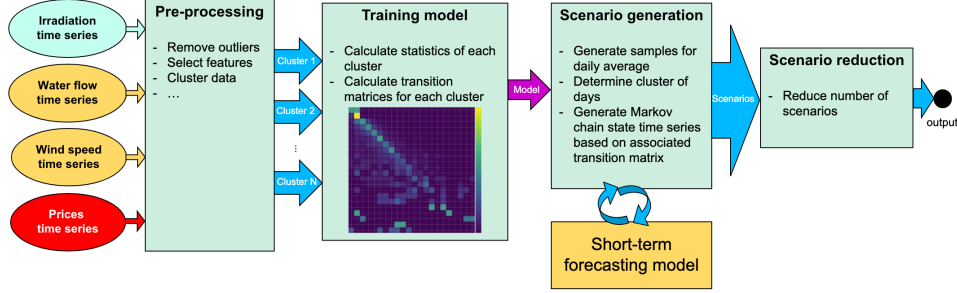 Irradiation
time series
Water flow
time series
Wind speed
time series
Prices
time series
Pre-processing
- Remove outliers
- Select features
- Cluster data
- ...
Cluster 1
Cluster 2
...
Cluster N
Training model
- Calculate statistics of each
cluster
- Calculate transition
matrices for each cluster
Model
Scenario generation
- Generate samples for
daily average
- Determine cluster of
days
- Generate Markov
chain state time series
based on associated
transition matrix
Short-term
forecasting model
Scenarios
Scenario reduction
- Reduce number of
scenarios
output